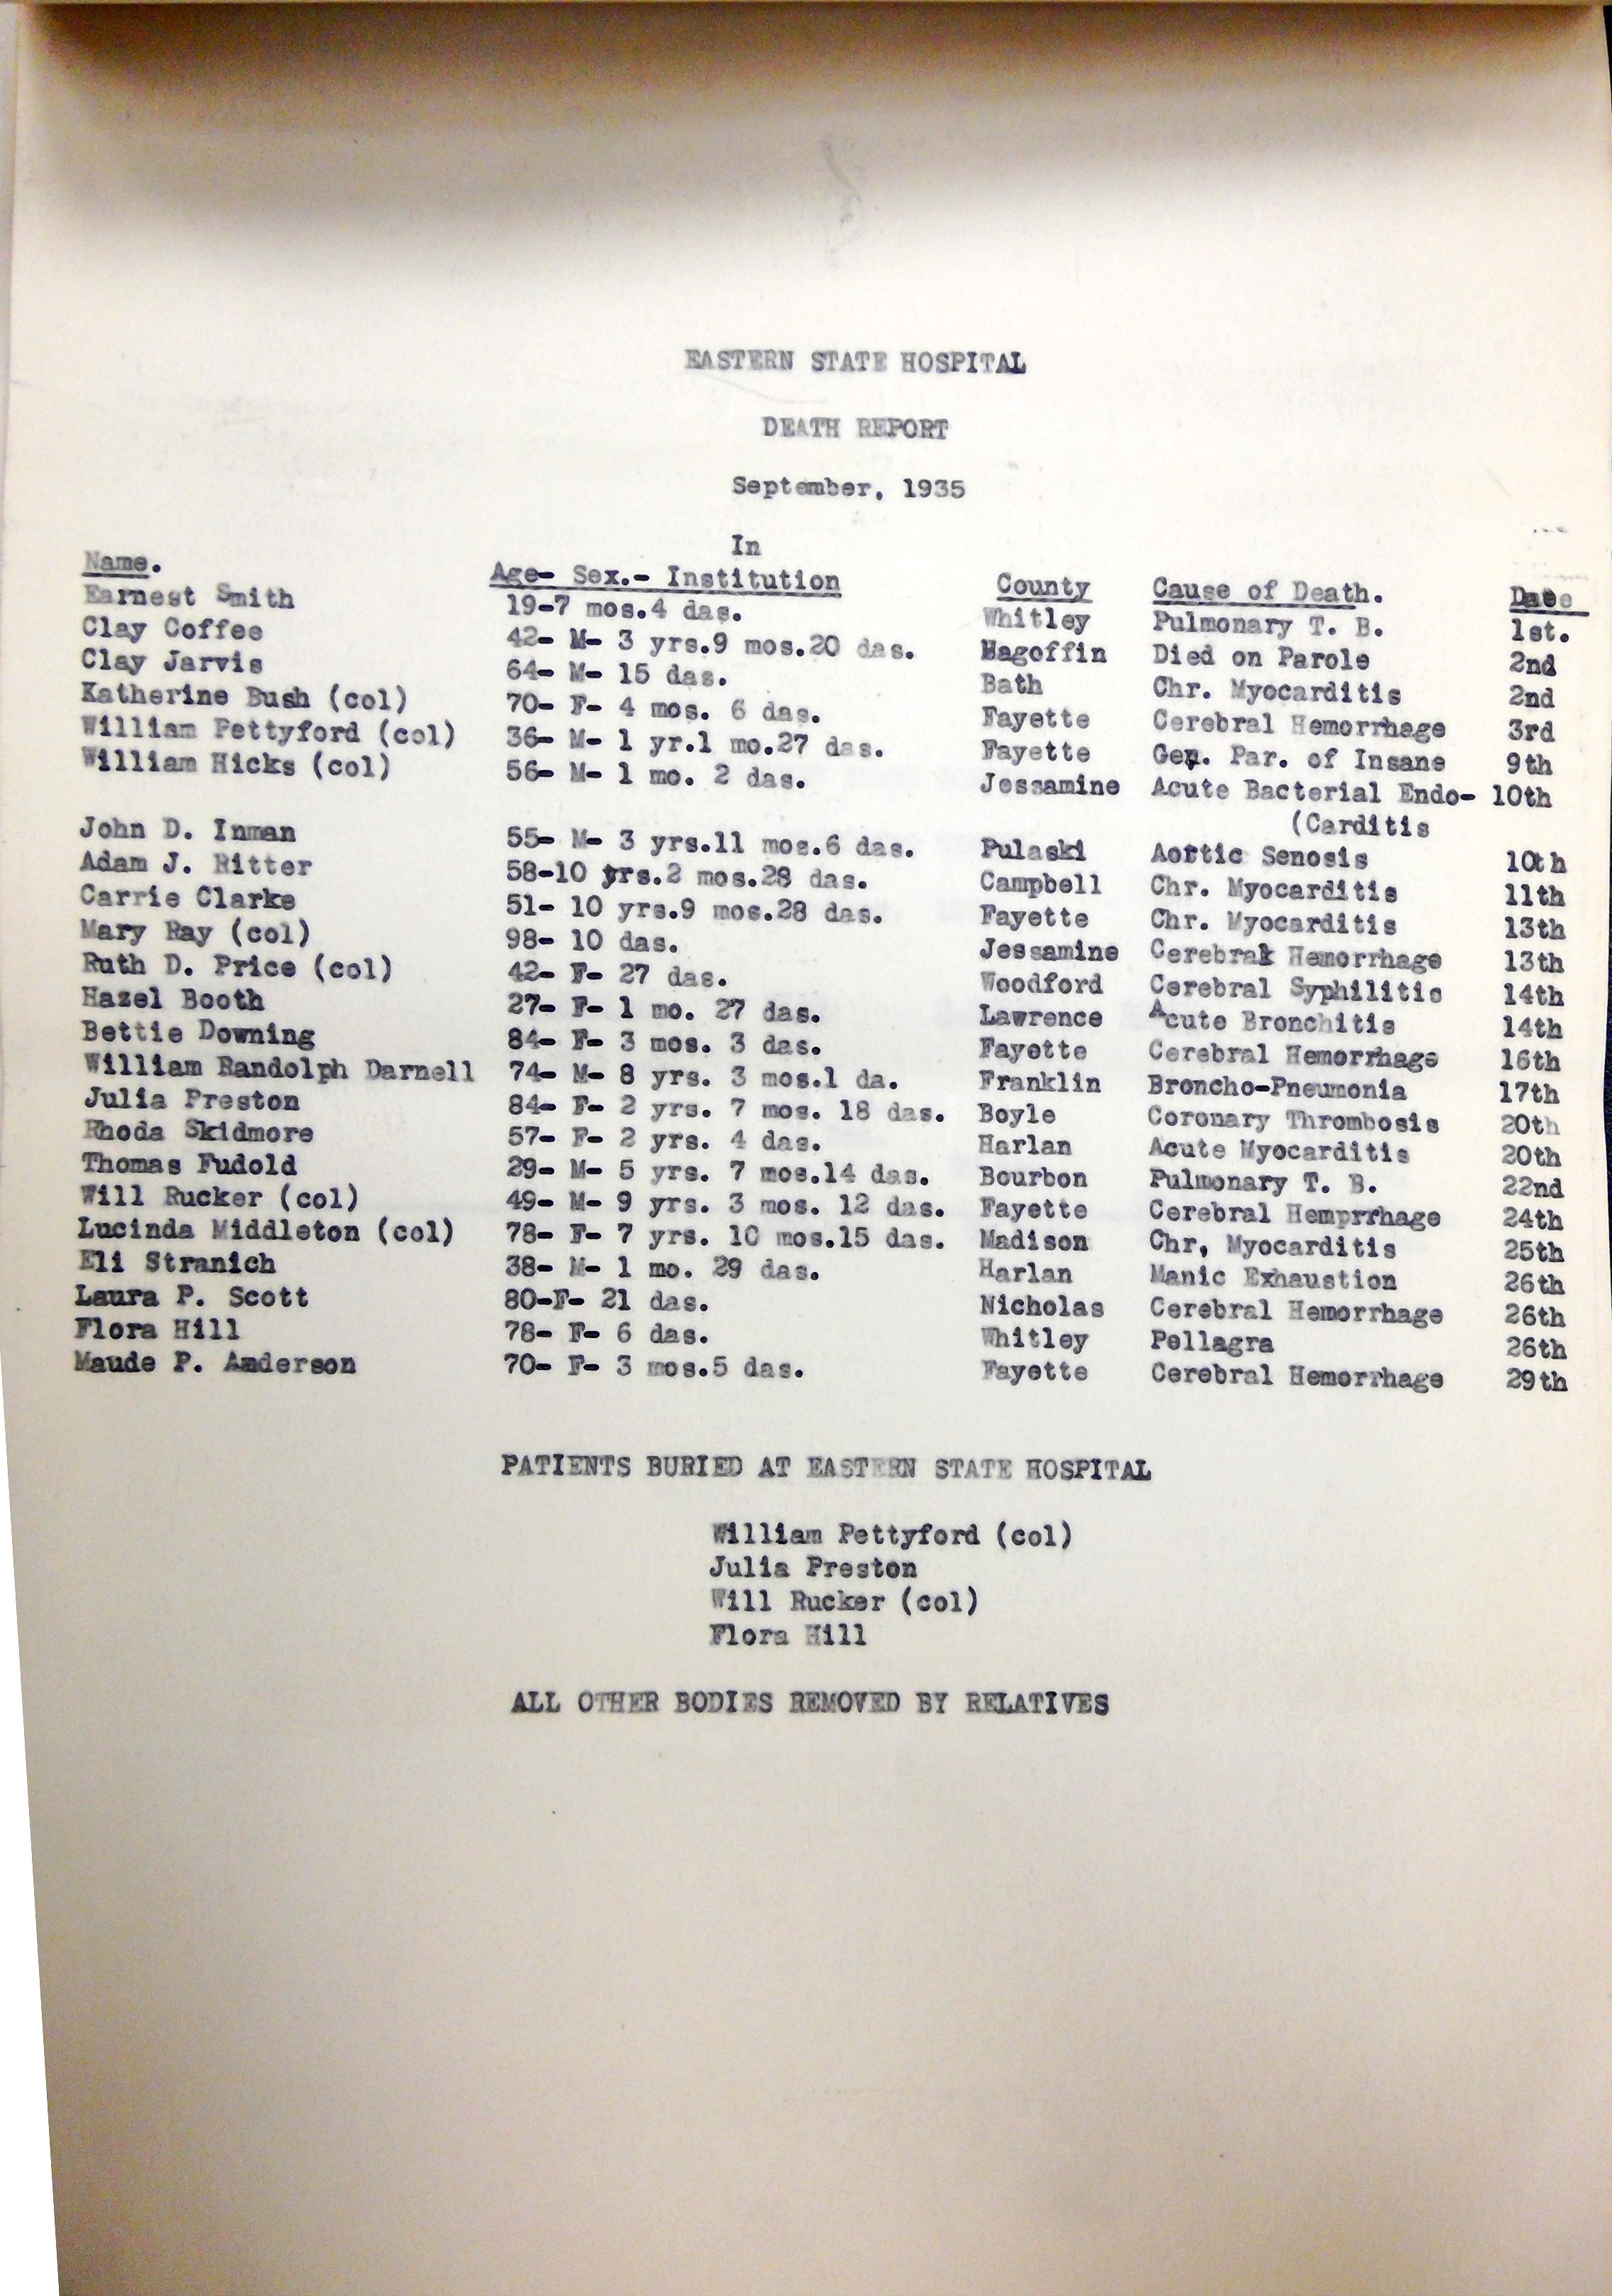 EASTERN STATE HOSPITAL
DEATH REPORT
September, 1935
In
Name. Age- Sex.- Institution County Cause of Death. Date
Earnest Smith 19-7 mos.4 das. Whitley Pulmonary T. B. 1st.
Clay Coffee 42- M- 3 yrs.9 mos.20 das. Magoffin Died on Parole 2nd
Clay Jarvis 64- M- 15 das. Bath Chr. Myocarditis 2nd
Katherine Bush (col) 70- F- 4 mos. 6 das. Fayette Cerebral Hemorrhage 3rd
William Pettyford (col) 36- M- 1 yr.1 mo.27 das. Fayette Gen. Par. of Insane 9th
William Hicks (col) 56- M- 1 mo. 2 das. Jessamine Acute Bacterial Endo- 10th
(Carditis
John D. Inman 55- M- 3 yrs.11 mos.6 das. Pulaski Aortic Senosis 10th
Adam J. Ritter 58-10 yrs.2 mos.28 das. Campbell Chr. Myocarditis 11th
Carrie Clarke 51- 10 yrs.9 mos.28 das. Fayette Chr. Myocarditis 13th
Mary Ray (col) 98- 10 das. Jessamine Cerebral Hemorrhage 13th
Ruth D. Price (col) 42- F- 27 das. Woodford Cerebral Syphilitic 14th
Hazel Booth 27- F- 1 mo. 27 das. Lawrence Acute Bronchitis 14th
Bettie Downing 84- F- 3 mos. 3 das. Fayette Cerebral Hemorrhage 16th
William Randolph Darnell 74- M- 8 yrs. 3 mos.1 da. Franklin Broncho-Pneumonia 17th
Julia Preston 84- F- 2 yrs. 7 mos. 18 das. Boyle Coronary Thrombosis 20th
Rhoda Skidmore 57- F- 2 yrs. 4 das. Harlan Acute Myocarditis 20th
Thomas Fudold 29- M- 5 yrs. 7 mos.14 das. Bourbon Pulmonary T. B. 22nd
Will Rucker (col) 49- M- 9 yrs. 3 mos. 12 das. Fayette Cerebral Hemprrhage 24th
Lucinda Middleton (col) 78- F- 7 yrs. 10 mos.15 das. Madison Chr, Myocarditis 25th
Eli Stranich 38- M- 1 mo. 29 das. Harlan Manic Exhaustion 26th
Laura P. Scott 80-F- 21 das. Nicholas Cerebral Hemorrhage 26th
Flora Hill 78- F- 6 das. Whitley Pellagra 26th
Maude P. Anderson 70- F- 3 mos.5 das. Fayette Cerebral Hemorrhage 29th
PATIENTS BURIED AT EASTERN STATE HOSPITAL
William Pettyford (col)
Julia Preston
Will Rucker (col)
Flora Hill
ALL OTHER BODIES REMOVED BY RELATIVES